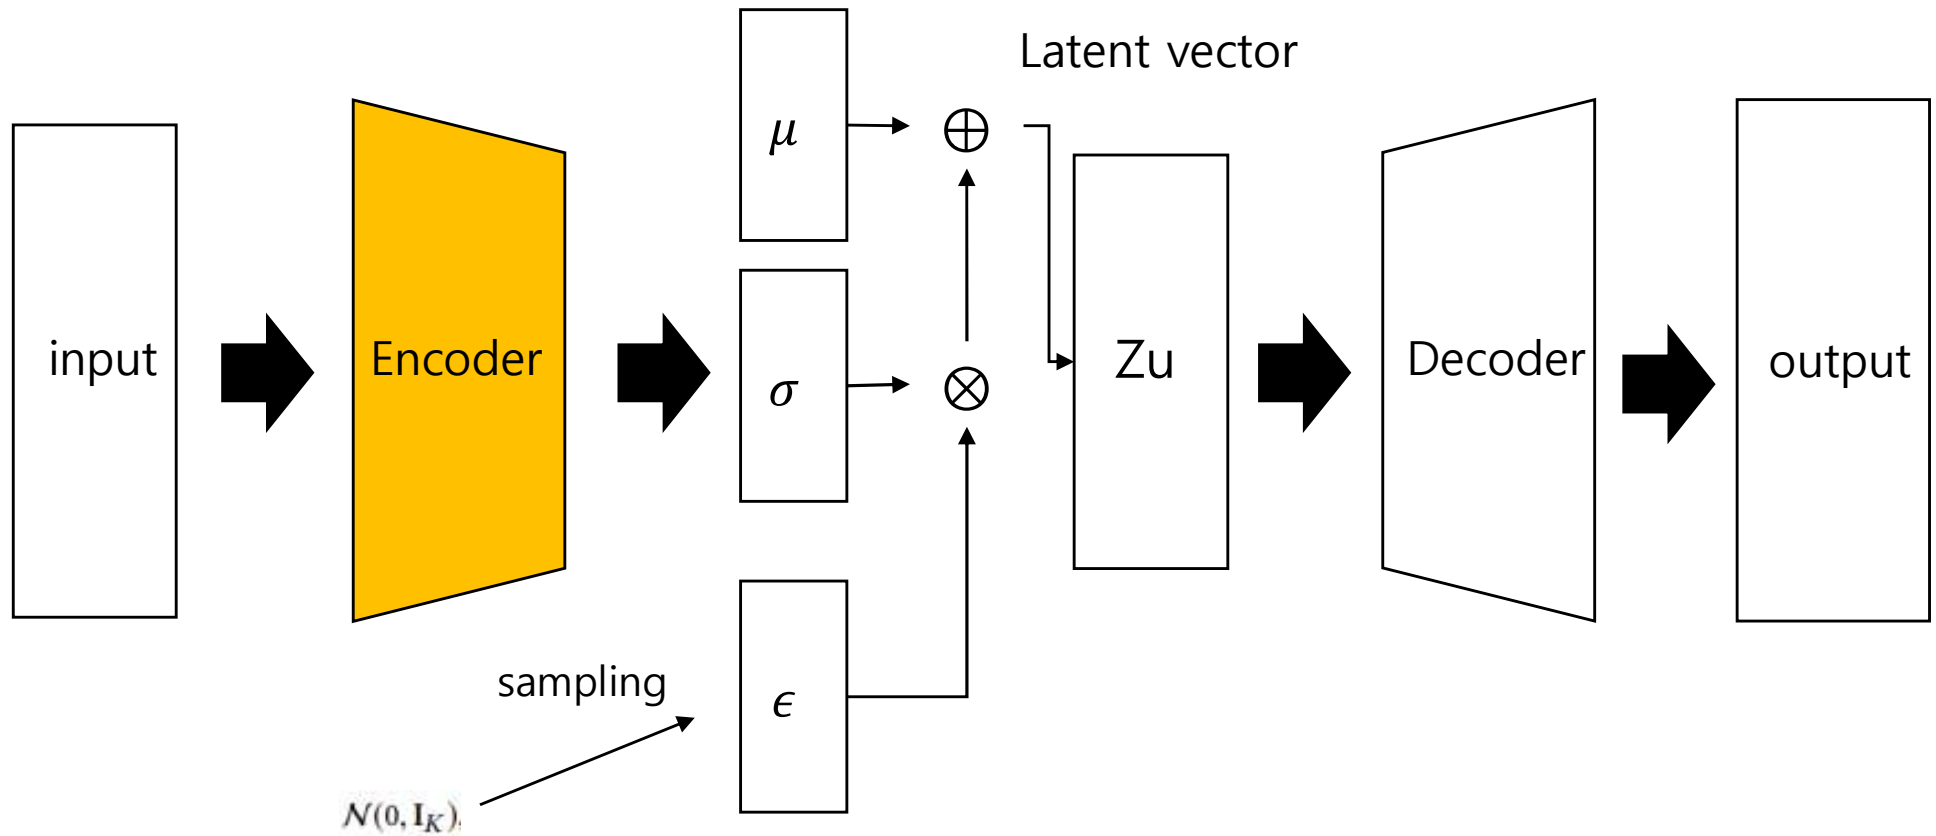 Latent vector
μ
⊕
input
Encoder
σ
⊗
Zu
Decoder
output
sampling
ϵ
𝒩(0, I_K),